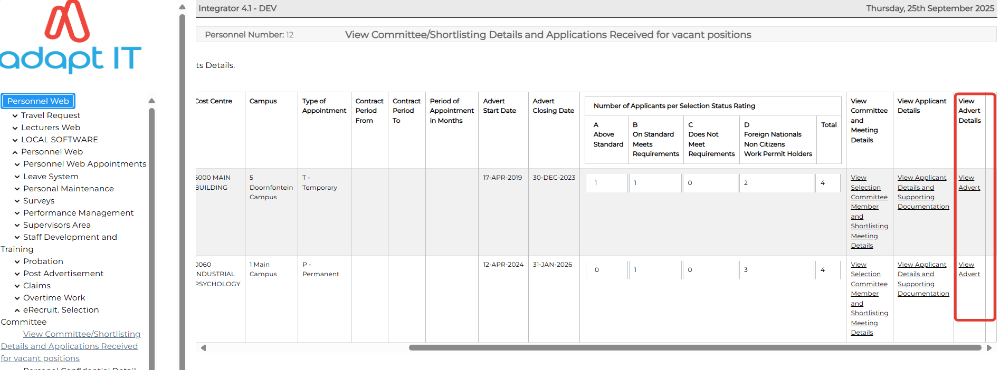 adapt IT
Integrator 4.1 - DEV
Thursday, 25th September 2025
Personnel Number: 12
View Committee/Shortlisting Details and Applications Received for vacant positions
ts Details.
Personnel Web
Travel Request
Lecturers Web
LOCAL SOFTWARE
Personnel Web
Personnel Web Appointments
Leave System
Personal Maintenance
Surveys
Performance Management
Supervisors Area
Staff Development and
Training
Probation
Post Advertisement
Claims
Overtime Work
eRecruit. Selection
Committee
View Committee/Shortlisting
Details and Applications Received
for vacant positions
Cost Centre
Campus
Type of
Appointment
Contract
Period
From
Contract
Period
To
Period of
Appointment
in Months
Advert
Start Date
Advert
Closing Date
Number of Applicants per Selection Status Rating
A
Above
Standard
B
On Standard
Meets
Requirements
C
Does Not
Meet
Requirements
D
Foreign Nationals
Non Citizens
Work Permit Holders
Total
View
Committee
and
Meeting
Details
View Applicant
Details
View
Advert
Details
000 MAIN
BUILDING
5
Doornfontein
Campus
T -
Temporary
17-APR-2019
30-DEC-2023
1
1
0
2
4
View
Selection
Committee
Member
and
Shortlisting
Meeting
Details
View Applicant
Details and
Supporting
Documentation
View
Advert
0060
INDUSTRIAL
PSYCHOLOGY
1 Main
Campus
P -
Permanent
12-APR-2024
31-JAN-2026
0
1
0
3
4
View
Selection
Committee
Member
and
Shortlisting
Meeting
Details
View Applicant
Details and
Supporting
Documentation
View
Advert